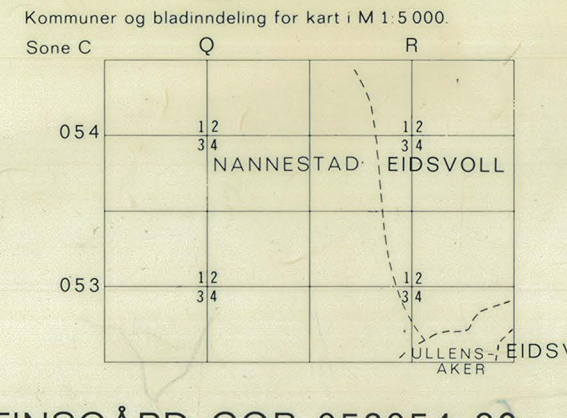 Kommuner og bladinndeling for kart i M 1:5 000.
Sone C Q R
054 1 2 1 2
3 4 3 4
NANNESTAD EIDSVOLL
053 1 2 1 2
3 4 3 4
ULLENS- EIDSV
AKER